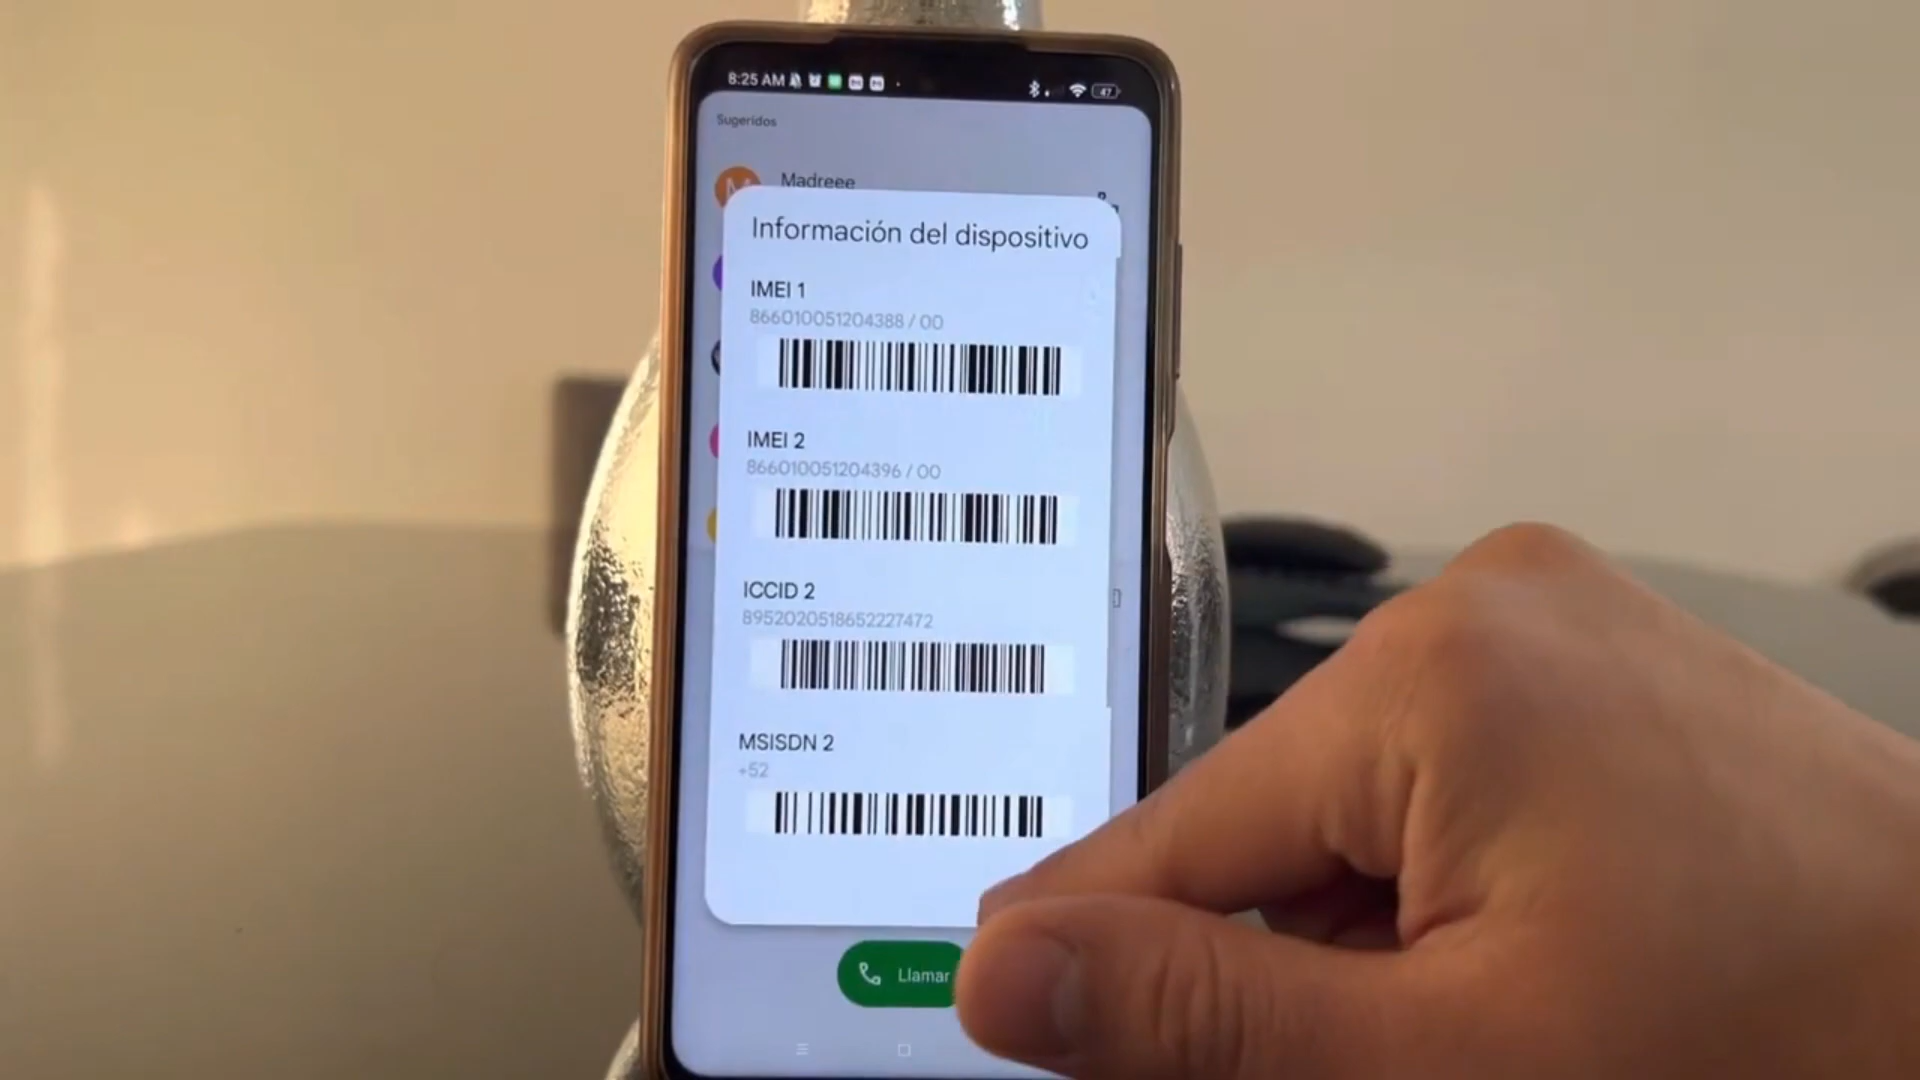 8:25 AM
47
Sugeridos
Madreee
Información del dispositivo
IMEI 1
866010051204388 / 00
IMEI 2
866010051204396 / 00
ICCID 2
8952020518652227472
MSISDN 2
+52
Llamar